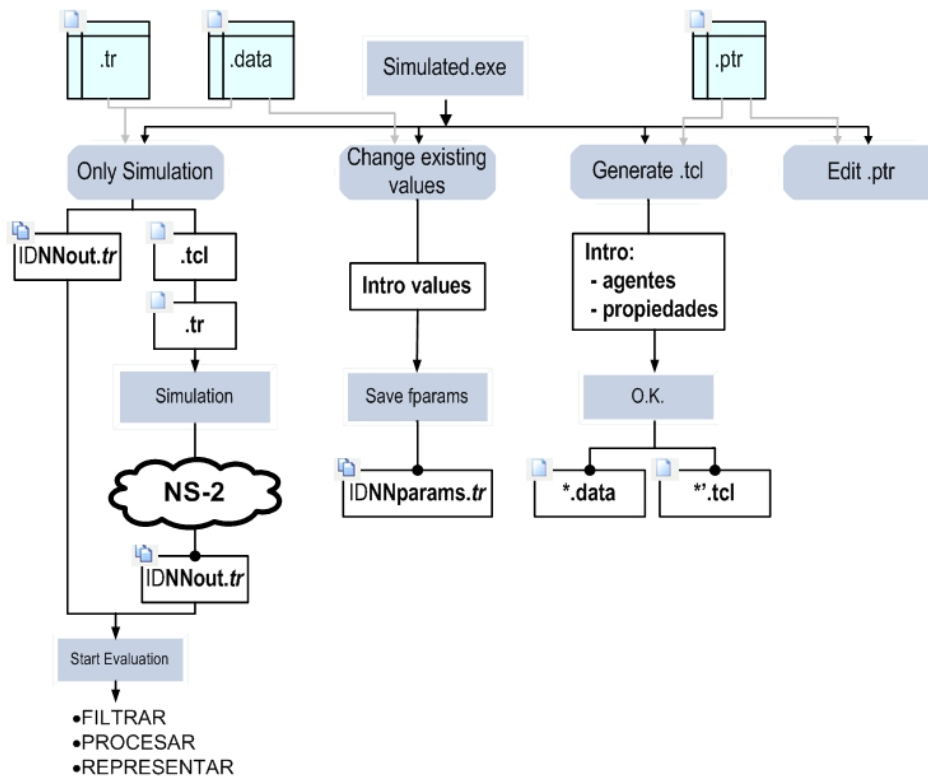 .tr
.data
Simulated.exe
.ptr
Only Simulation
Change existing
values
Generate .tcl
Edit .ptr
IDNNout.tr
.tcl
Intro values
Intro:
- agentes
- propiedades
.tr
Simulation
Save fparams
O.K.
NS-2
IDNNparams.tr
*.data
*'.tcl
IDNNout.tr
Start Evaluation
•FILTRAR
•PROCESAR
•REPRESENTAR